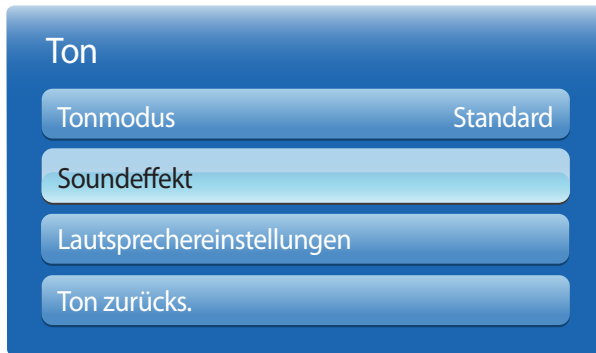 Ton
Tonmodus Standard
Soundeffekt
Lautsprechereinstellungen
Ton zurücks.